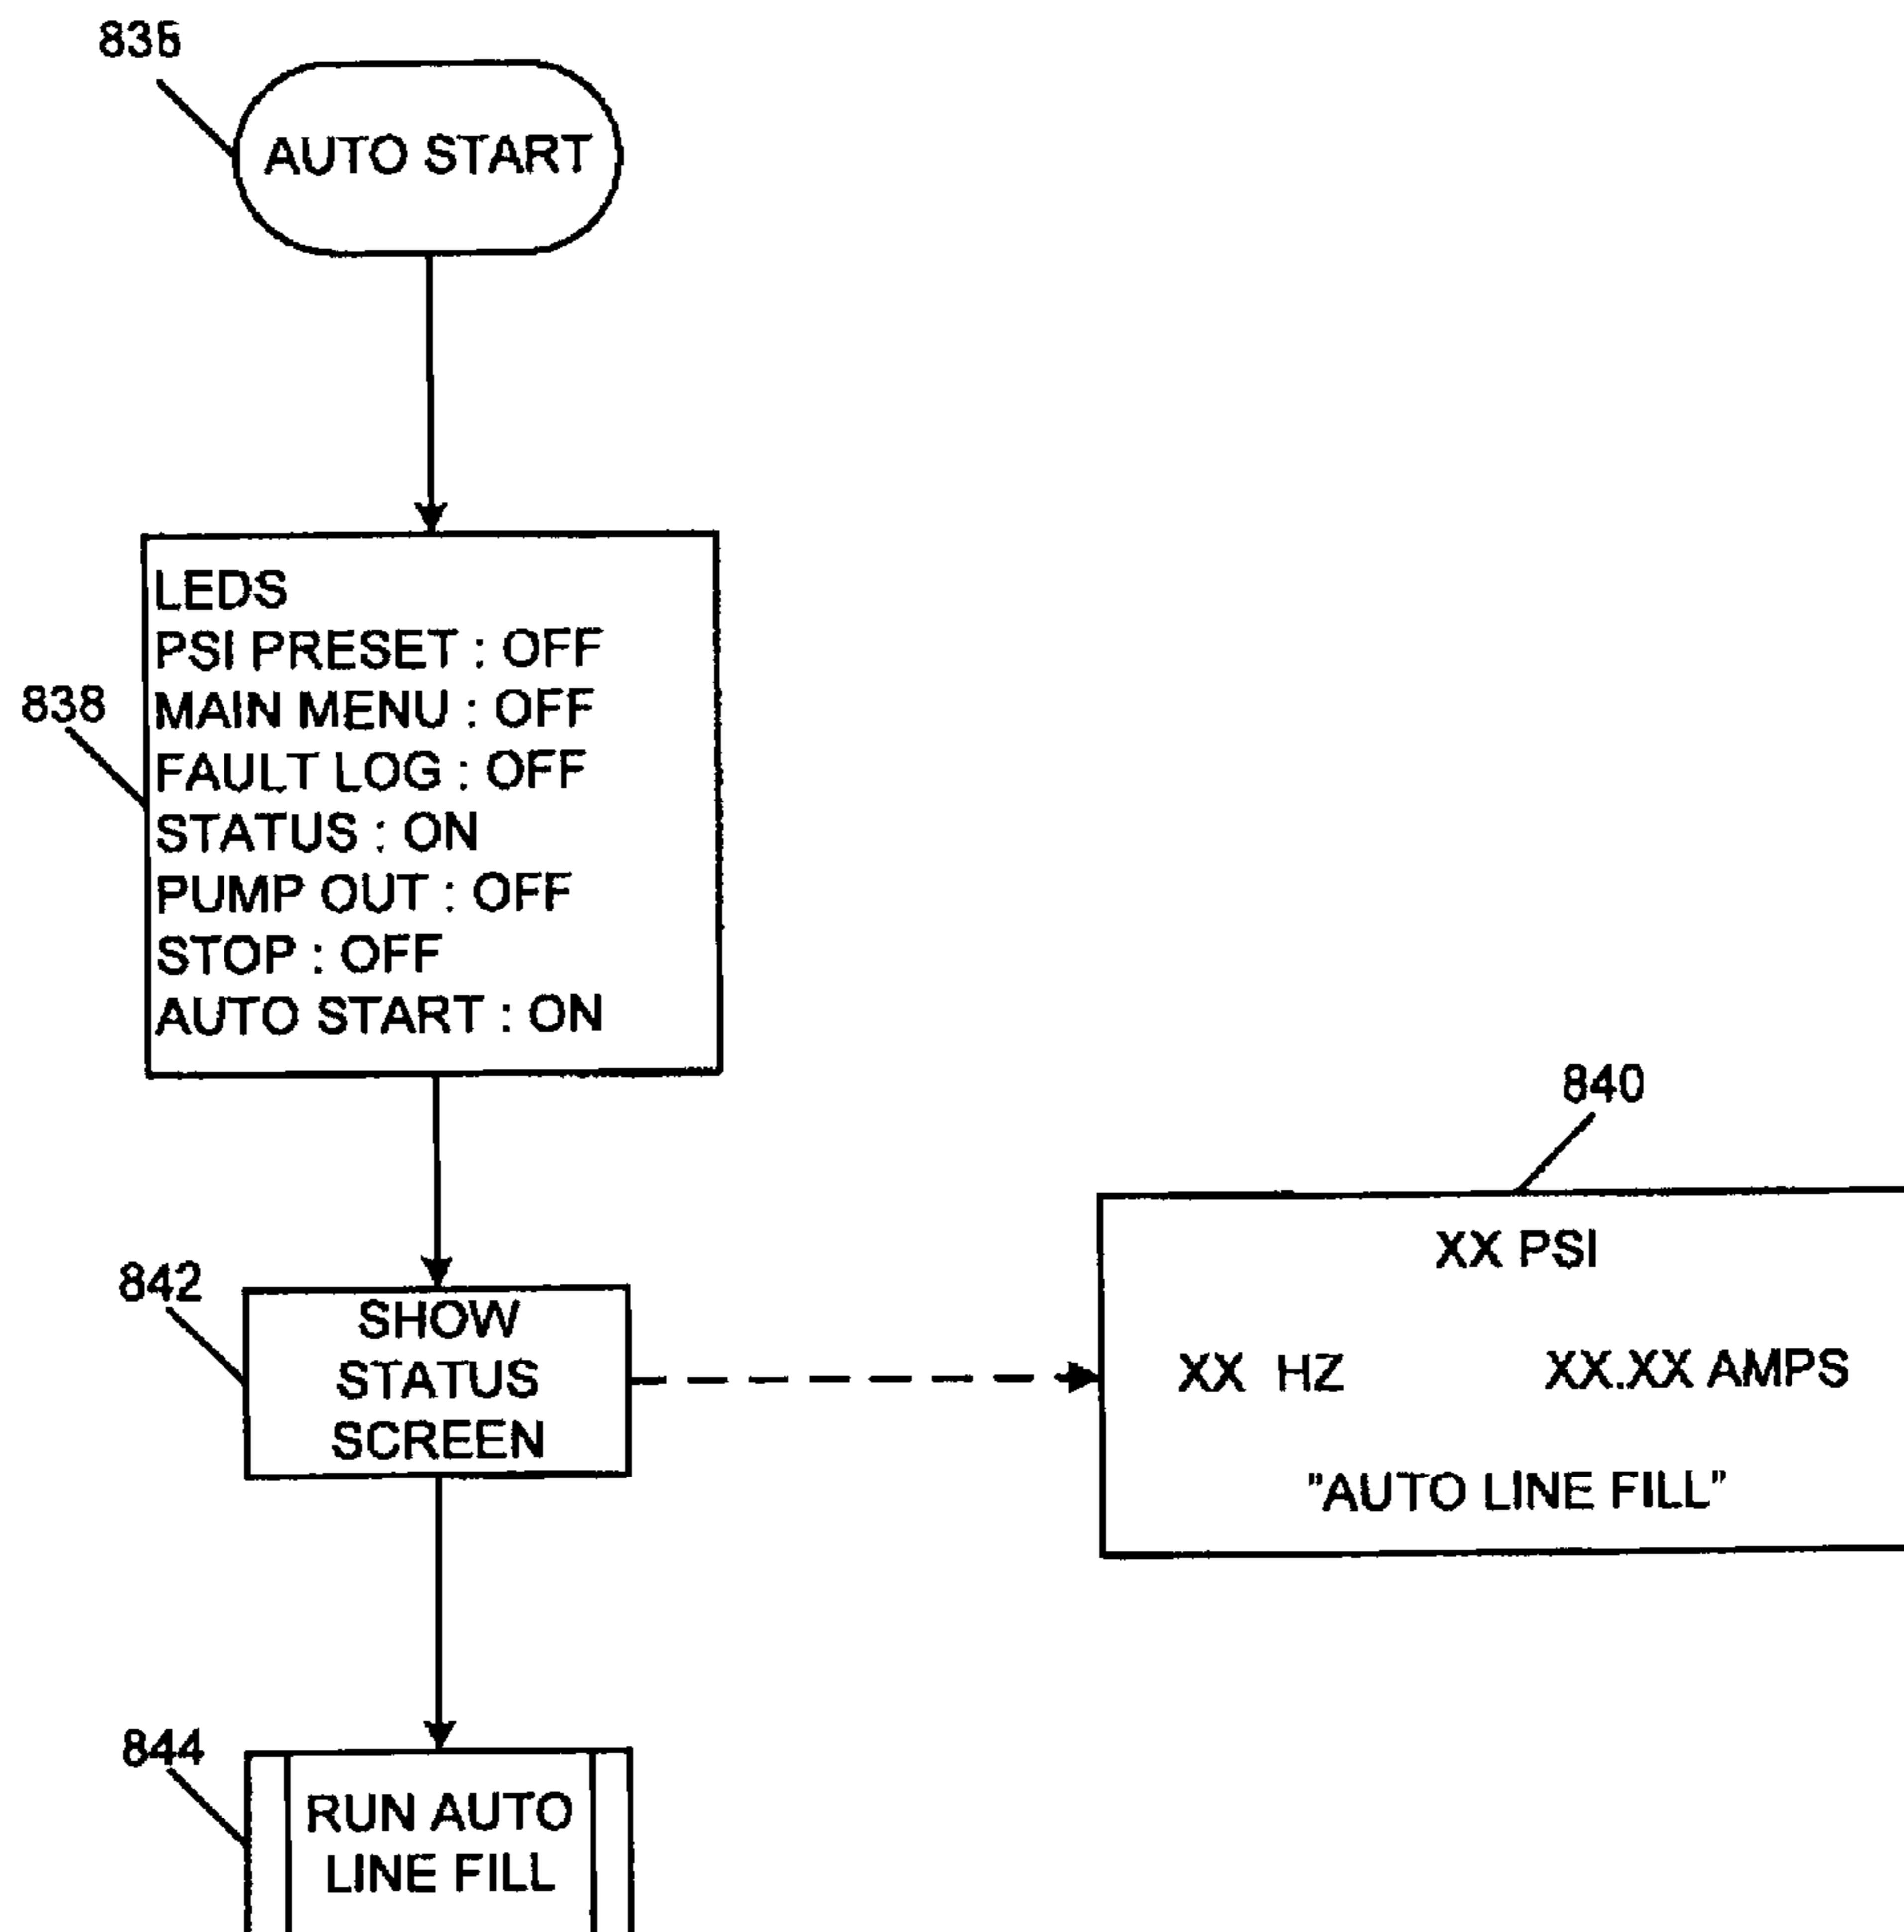 836
AUTO START
838
LEDS
PSI PRESET : OFF
MAIN MENU : OFF
FAULT LOG : OFF
STATUS : ON
PUMP OUT : OFF
STOP : OFF
AUTO START : ON
840
842
SHOW
STATUS
SCREEN
XX PSI
XX HZ XX.XX AMPS
"AUTO LINE FILL"
844
RUN AUTO
LINE FILL